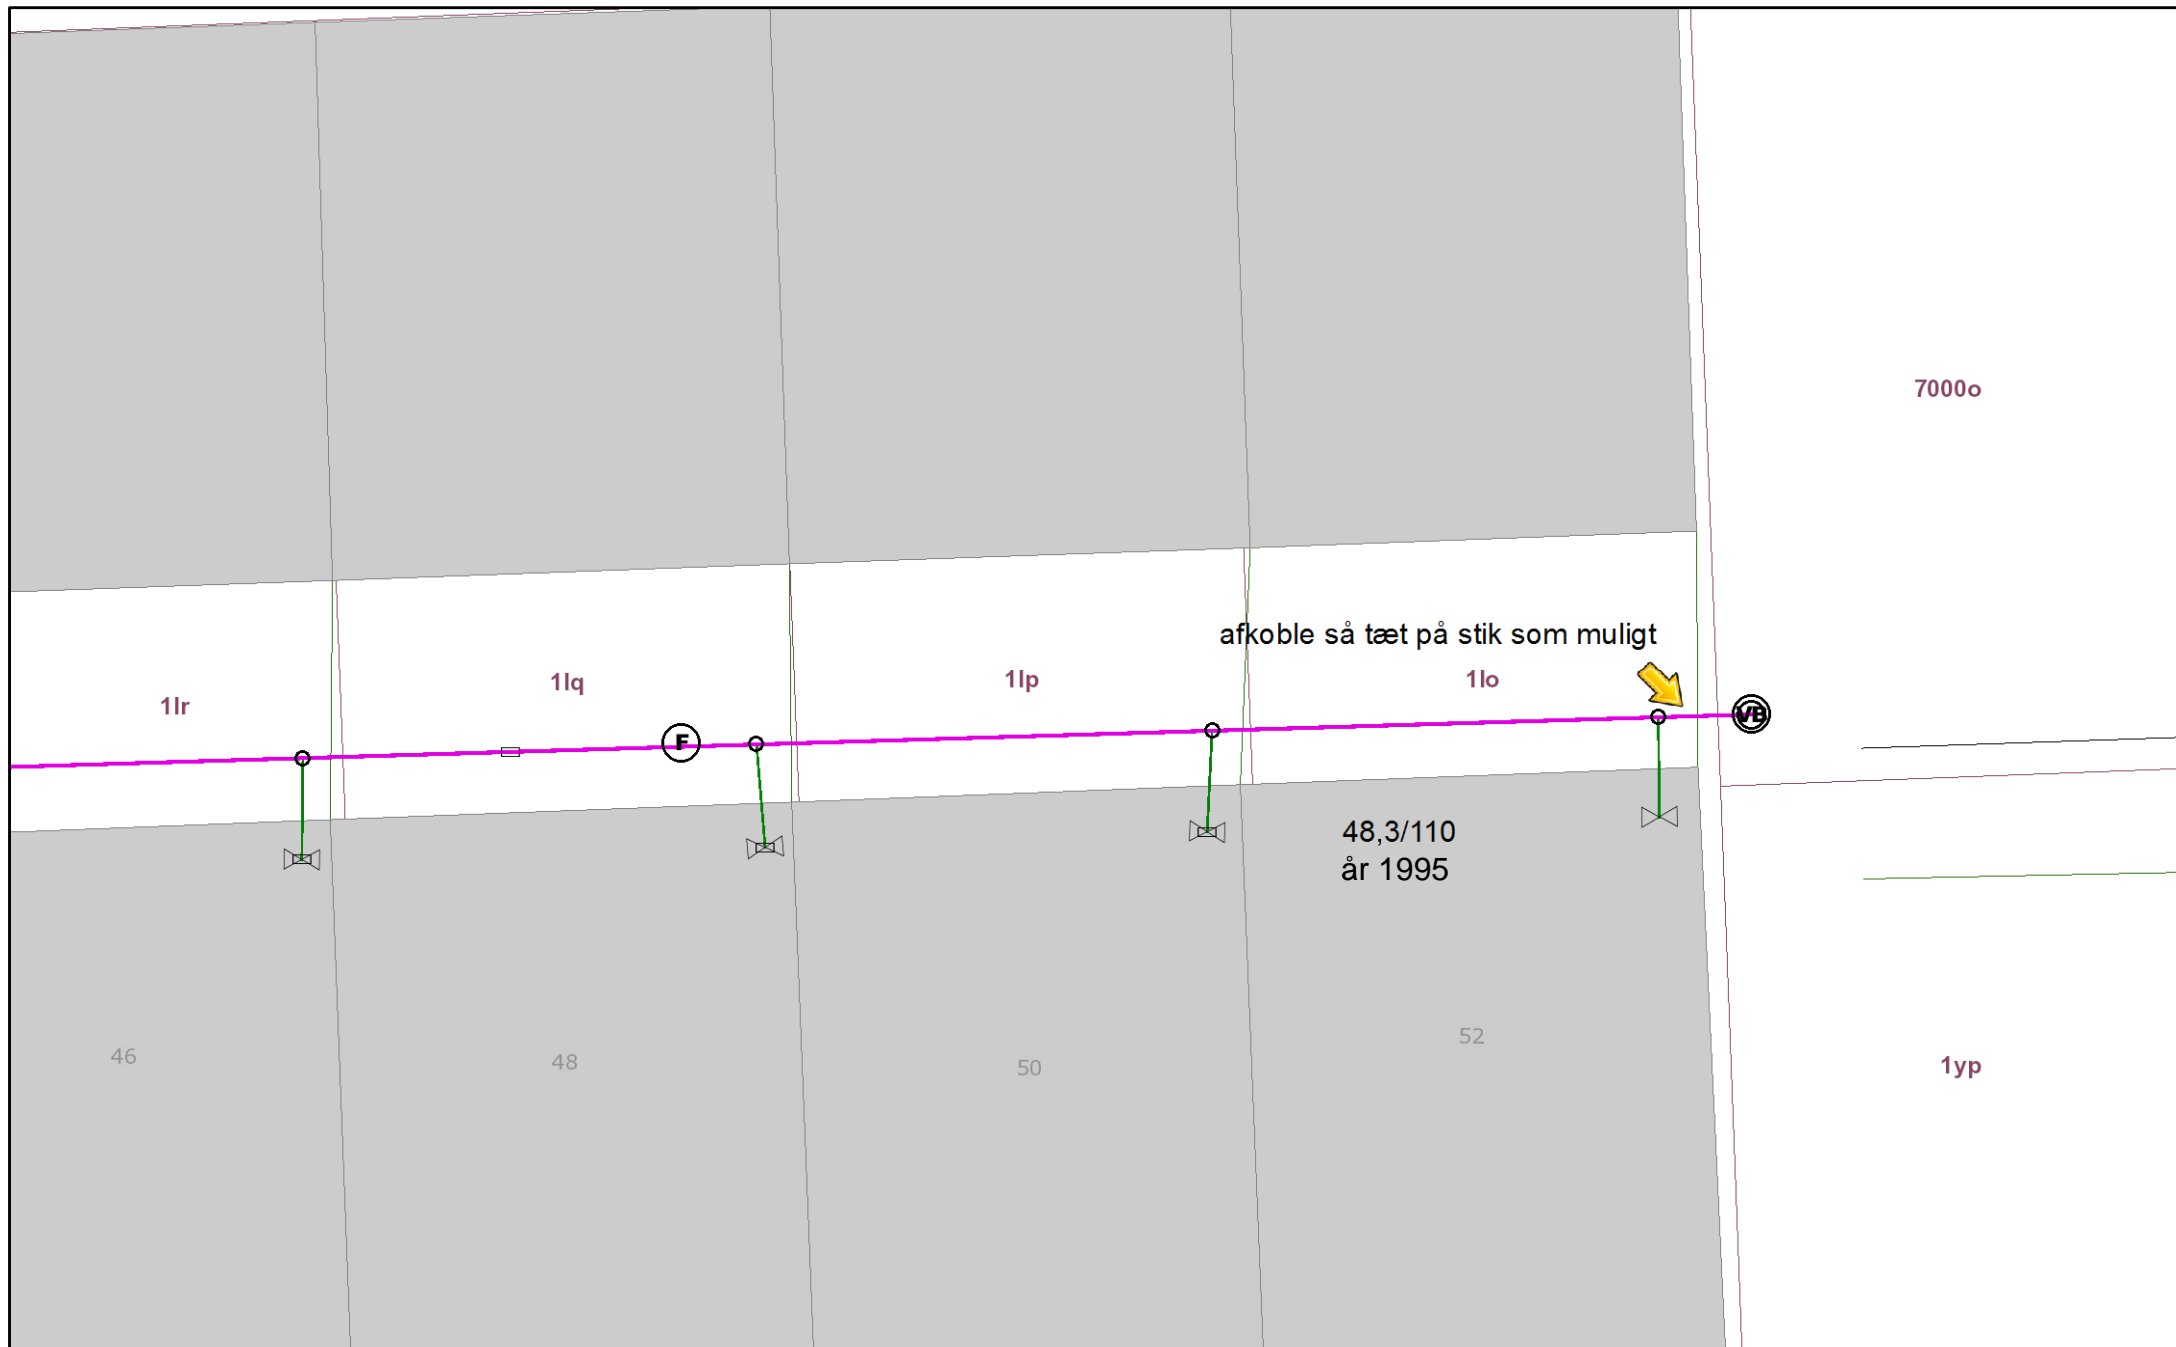 7000o
afkoble så tæt på stik som muligt
1lr
1lq
1lp
1lo
F
VB
48,3/110
år 1995
46
48
50
52
1yp